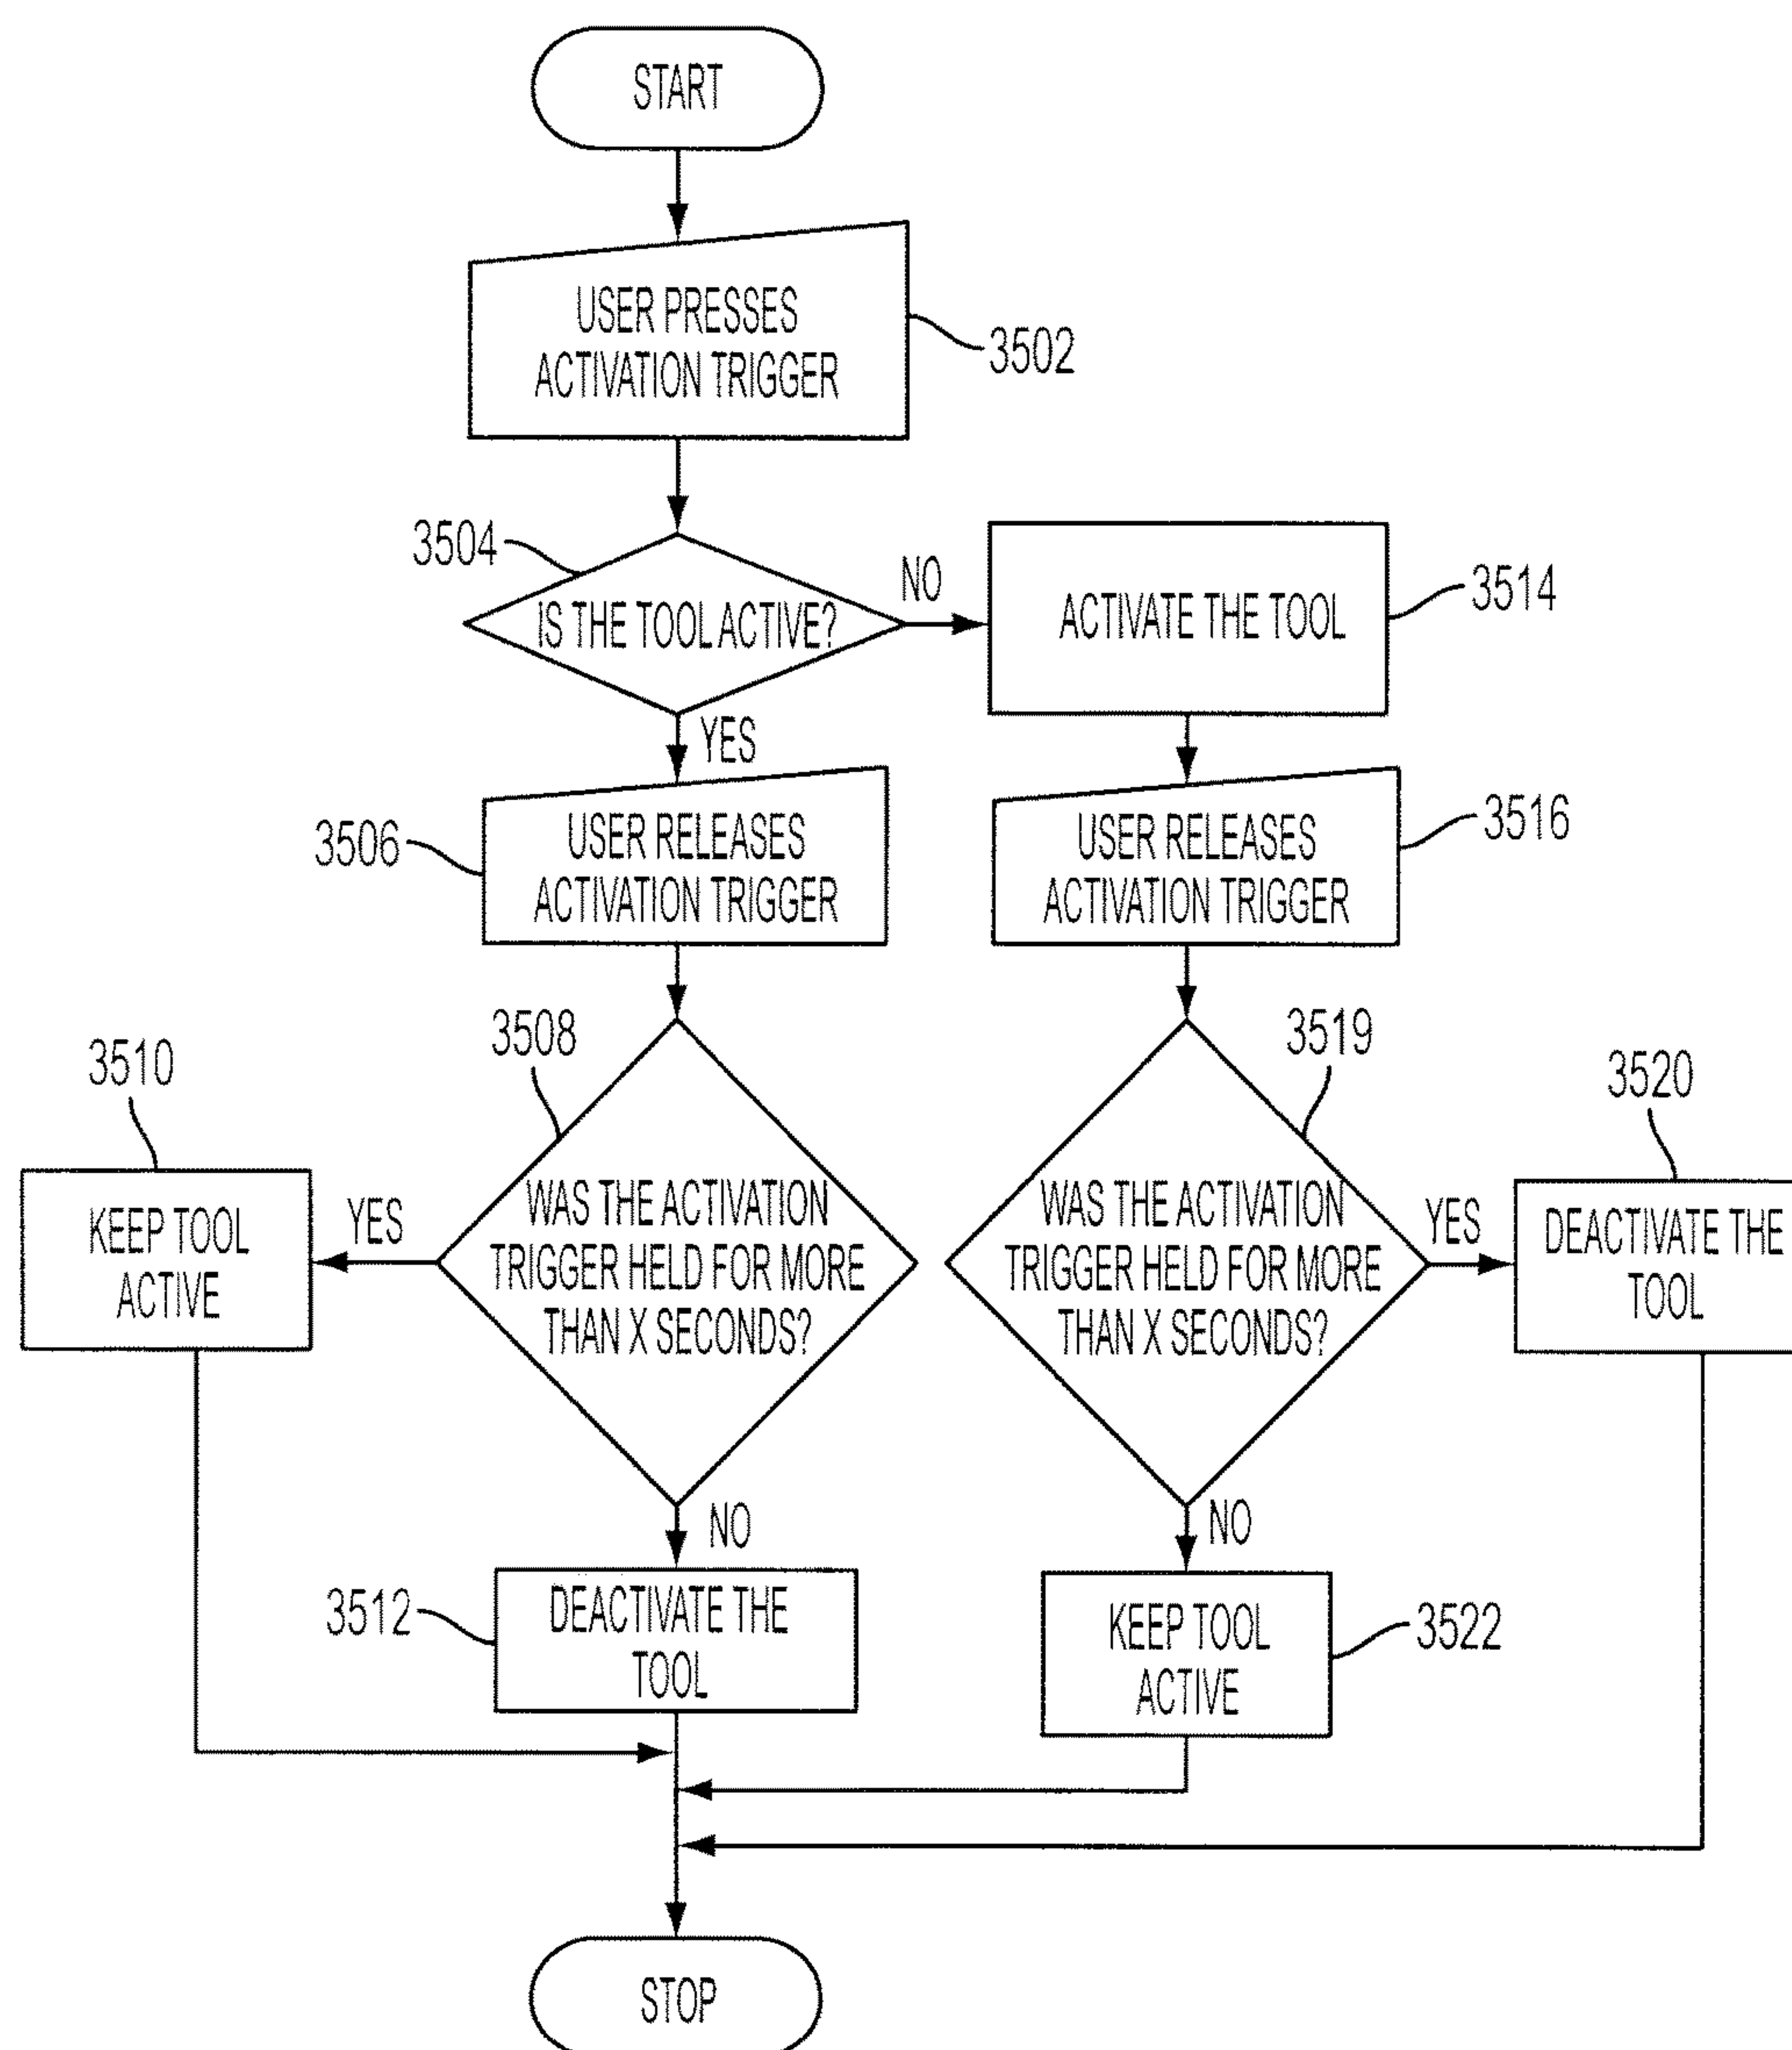 START
USER PRESSES
ACTIVATION TRIGGER
3502
3504
IS THE TOOL ACTIVE?
NO
ACTIVATE THE TOOL
3514
YES
3506
USER RELEASES
ACTIVATION TRIGGER
USER RELEASES
ACTIVATION TRIGGER
3516
3508
3519
3510
3520
KEEP TOOL
ACTIVE
YES
WAS THE ACTIVATION
TRIGGER HELD FOR MORE
THAN X SECONDS?
WAS THE ACTIVATION
TRIGGER HELD FOR MORE
THAN X SECONDS?
YES
DEACTIVATE THE
TOOL
NO
NO
3512
DEACTIVATE THE
TOOL
KEEP TOOL
ACTIVE
3522
STOP